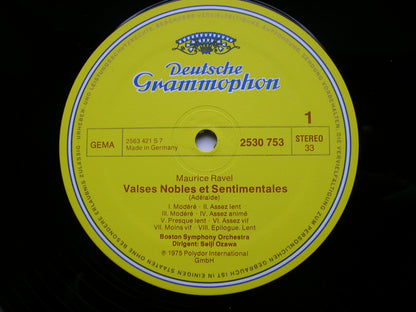 Deutsche
Grammophon
1
GEMA
2563 421 S 7
Made in Germany
2530 753
STEREO
33
Maurice Ravel
Valses Nobles et Sentimentales
(Adélaïde)
I. Modéré · II. Assez lent
III. Modéré · IV. Assez animé
V. Presque lent · VI. Assez vif
VII. Moins vif · VIII. Epilogue. Lent
Boston Symphony Orchestra
Dirigent: Seiji Ozawa
℗ 1975 Polydor International
GmbH